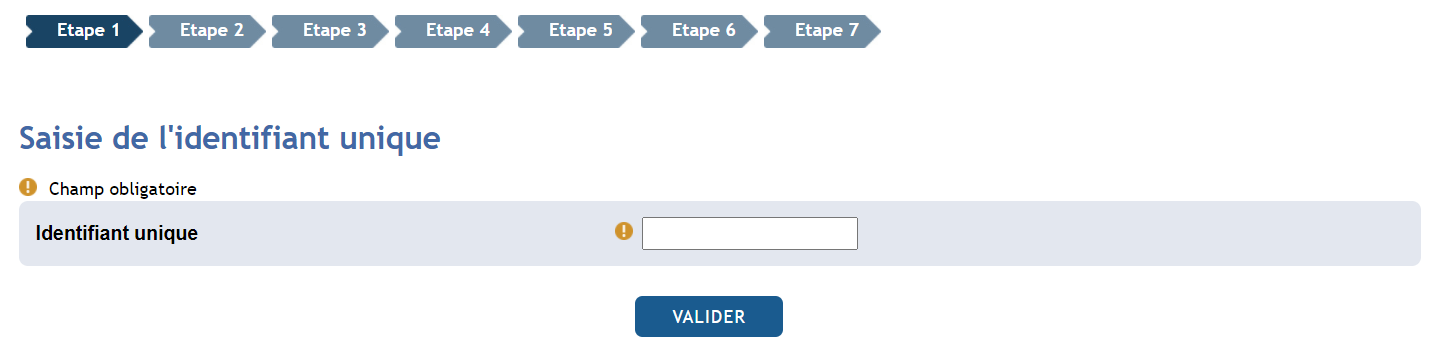 Etape 1 Etape 2 Etape 3 Etape 4 Etape 5 Etape 6 Etape 7
Saisie de l'identifiant unique
Champ obligatoire
Identifiant unique
VALIDER